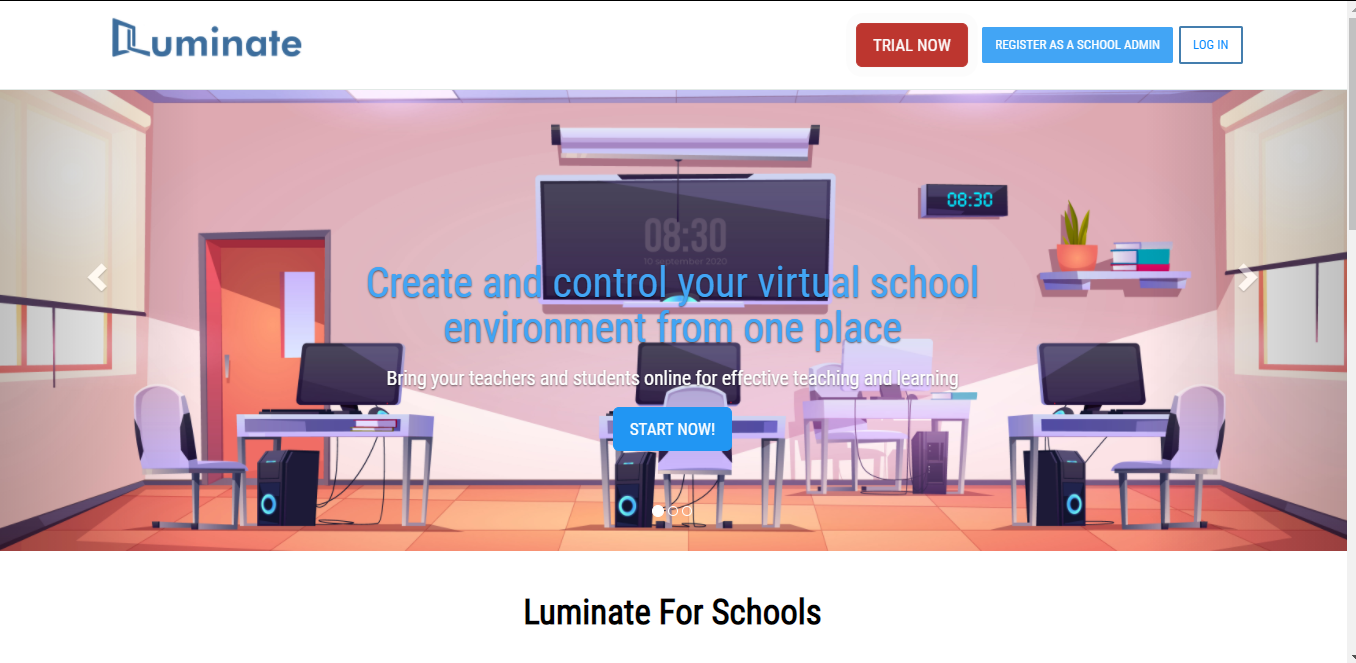 Luminate
TRIAL NOW
REGISTER AS A SCHOOL ADMIN
LOG IN
08:30
08:30
10 september 2020
Create and control your virtual school
environment from one place
Bring your teachers and students online for effective teaching and learning
START NOW!
Luminate For Schools